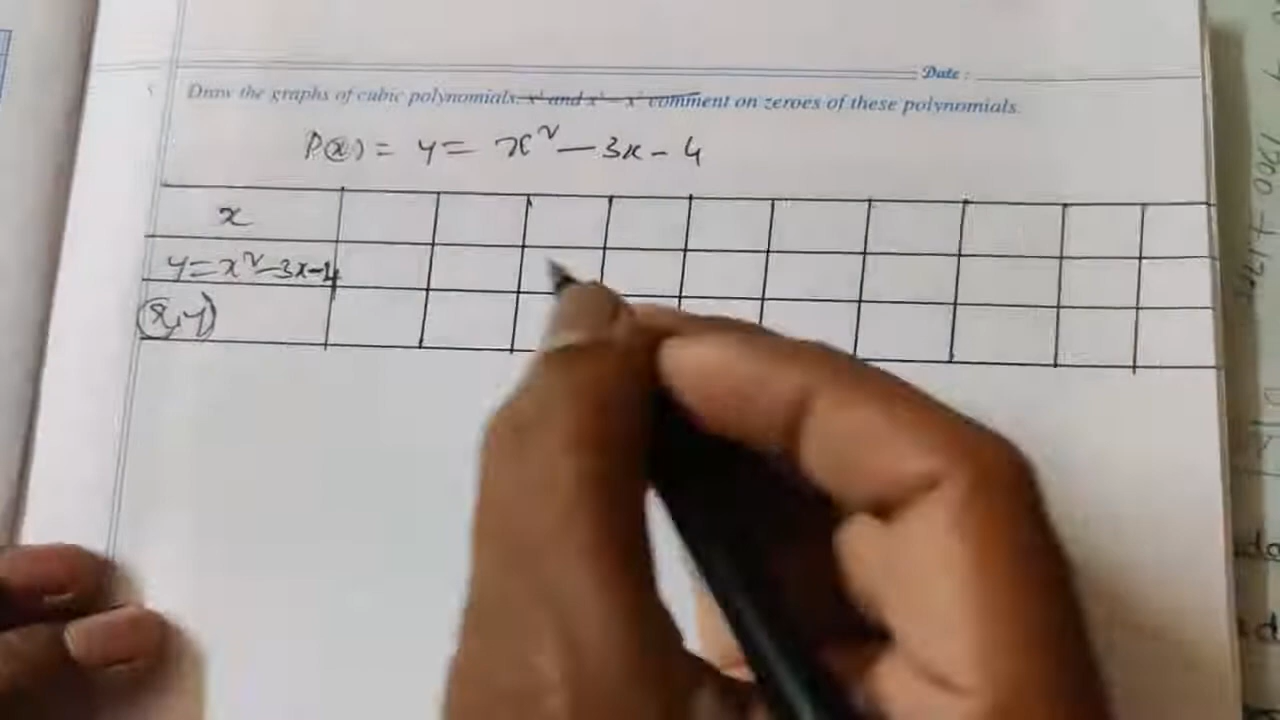 Date :
Draw the graphs of cubic polynomials. x³ and x² - x³ comment on zeroes of these polynomials.
P(x) = y = x² - 3x - 4
x
y = x² - 3x - 4
(x, y)